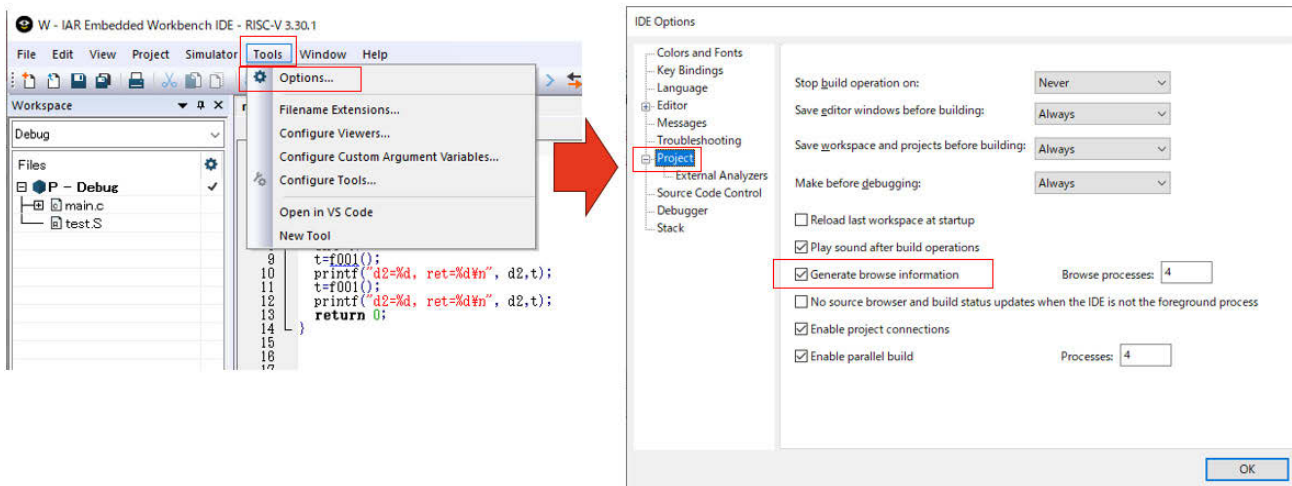 W - IAR Embedded Workbench IDE - RISC-V 3.30.1
File Edit View Project Simulator Tools Window Help
Options...
Filename Extensions...
Configure Viewers...
Configure Custom Argument Variables...
Configure Tools...
Open in VS Code
New Tool
Workspace
Debug
Files
P - Debug
main.c
test.S
9 t=f001();
10 printf("d2=%d, ret=%d¥n", d2,t);
11 t=f001();
12 printf("d2=%d, ret=%d¥n", d2,t);
13 return 0;
14 }
15
16
17
IDE Options
Colors and Fonts
Key Bindings
Language
Editor
Messages
Troubleshooting
Project
External Analyzers
Source Code Control
Debugger
Stack
Stop build operation on: Never
Save editor windows before building: Always
Save workspace and projects before building: Always
Make before debugging: Always
Reload last workspace at startup
Play sound after build operations
Generate browse information Browse processes: 4
No source browser and build status updates when the IDE is not the foreground process
Enable project connections
Enable parallel build Processes: 4
OK